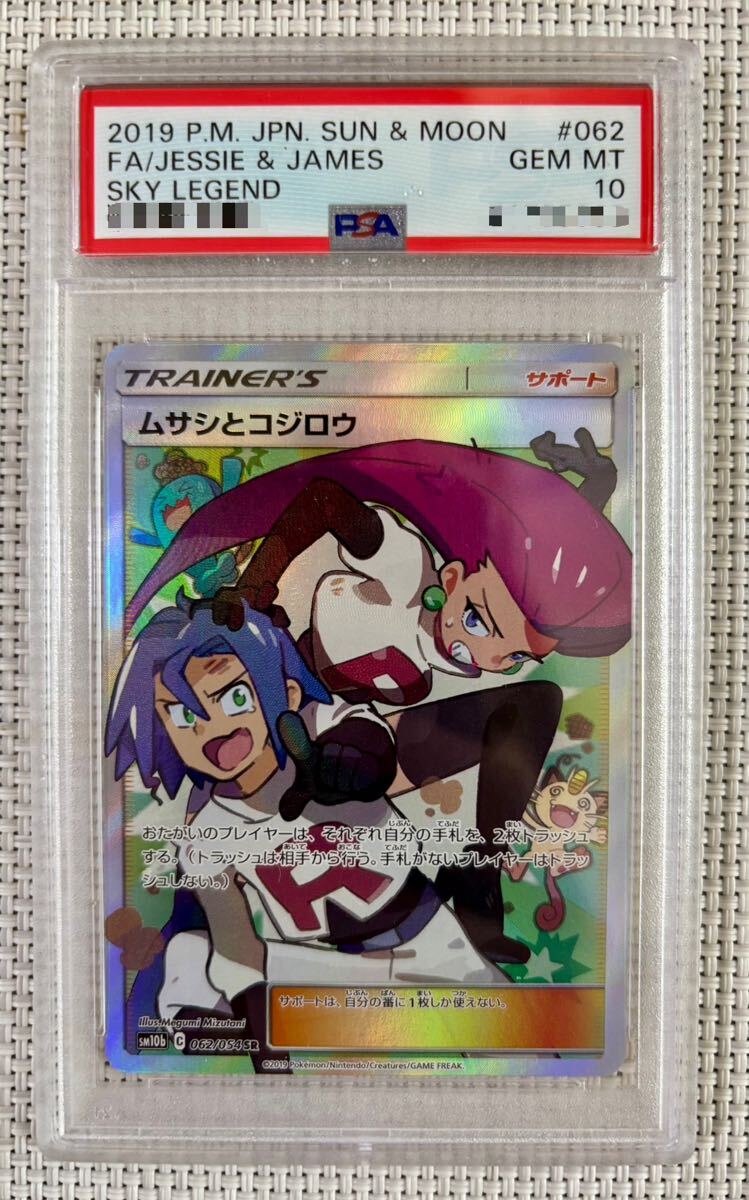 2019 P.M. JPN. SUN & MOON #062
FA/JESSIE & JAMES GEM MT
SKY LEGEND 10
PSA
TRAINER'S サポート
ムサシとコジロウ
R
おたがいのプレイヤーは、それぞれ自分の手札を、2枚トラッシュ
する。(トラッシュは相手から行う。手札がないプレイヤーはトラッ
シュしない。)
R
サポートは、自分の番に1枚しか使えない。
Illus. Megumi Mizutani
sm10b C 062/054 SR
©2019 Pokémon/Nintendo/Creatures/GAME FREAK.